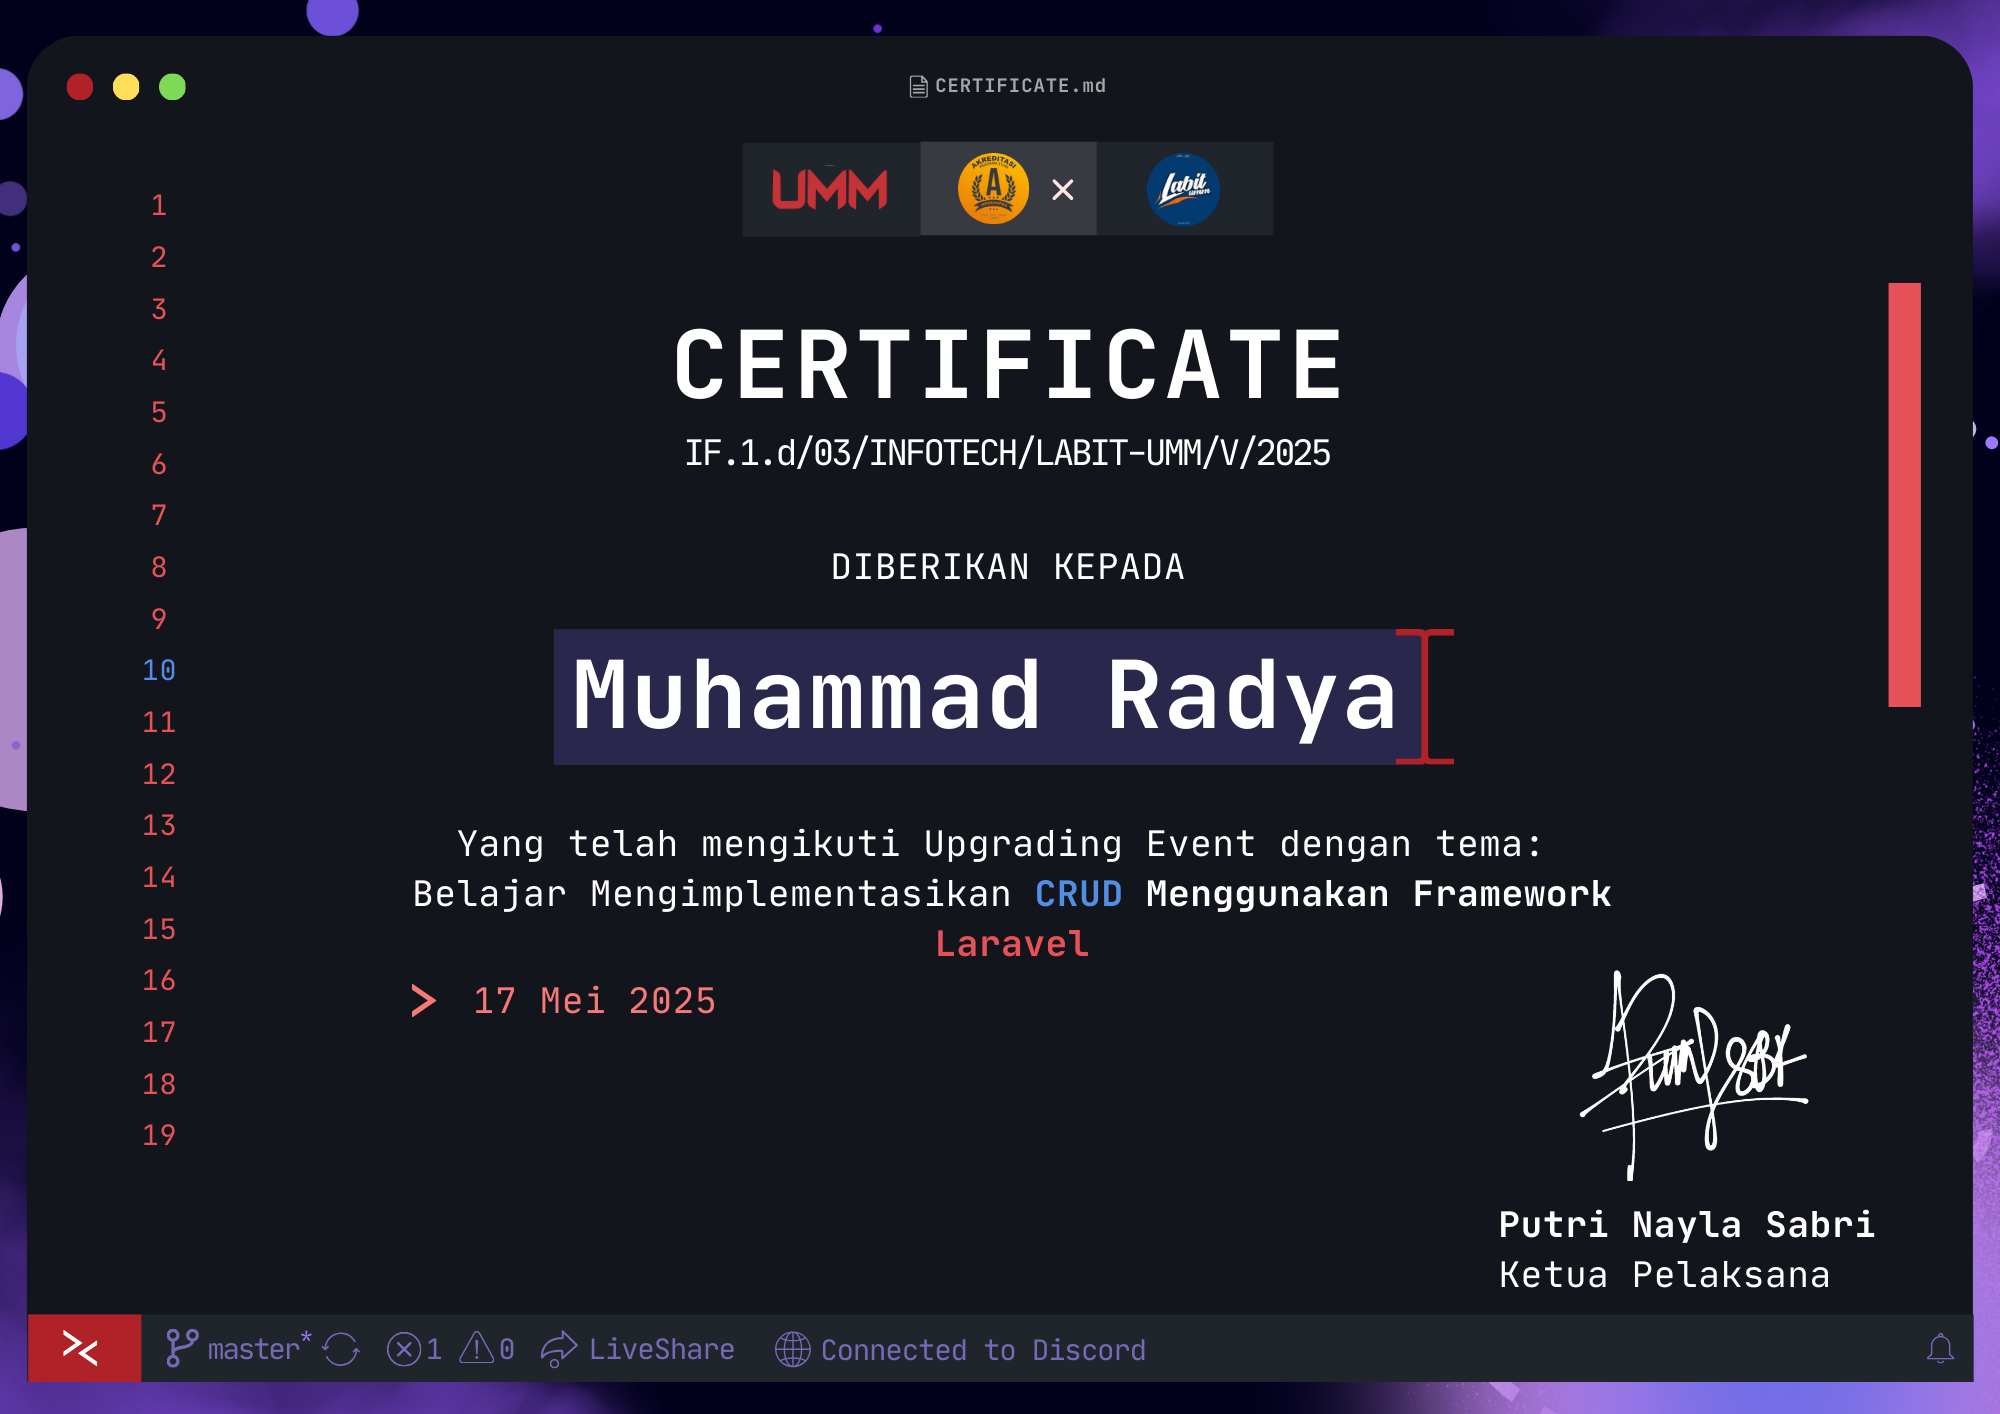 CERTIFICATE.md
UMM
AKREDITASI
A
Labit
umm
CERTIFICATE
IF.1.d/03/INFOTECH/LABIT-UMM/V/2025
DIBERIKAN KEPADA
Muhammad Radya
Yang telah mengikuti Upgrading Event dengan tema:
Belajar Mengimplementasikan CRUD Menggunakan Framework
Laravel
> 17 Mei 2025
1
2
3
4
5
6
7
8
9
10
11
12
13
14
15
16
17
18
19
Putri Nayla Sabri
Ketua Pelaksana
master* 1 0 LiveShare Connected to Discord